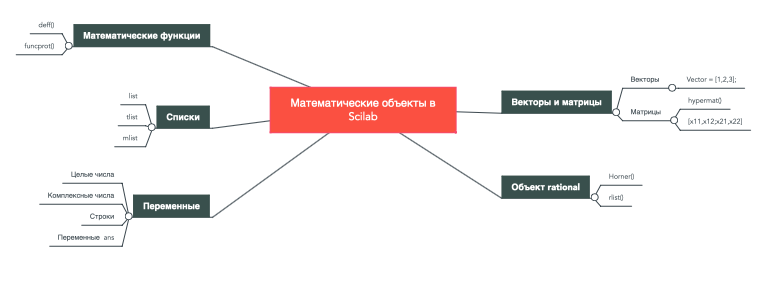 deff()
funcprot()
Математические функции
list
tlist
mlist
Списки
Целые числа
Комплексные числа
Строки
Переменные ans
Переменные
Математические объекты в
Scilab
Векторы и матрицы
Векторы
Vector = [1,2,3];
Матрицы
hypermat()
[x11,x12;x21,x22]
Объект rational
Horner()
rlist()